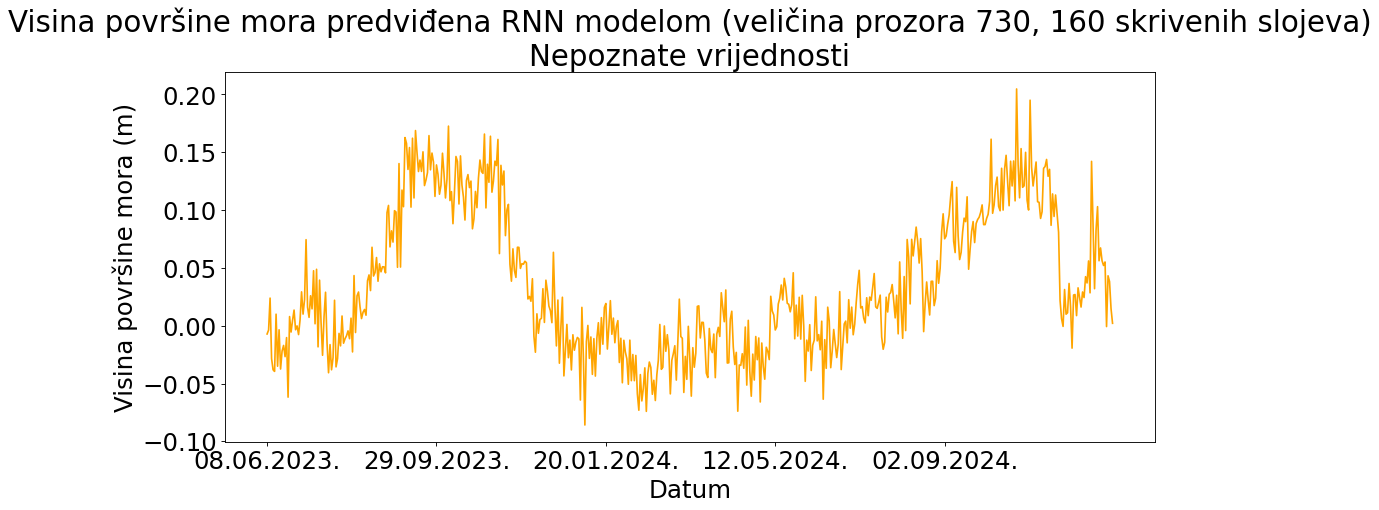 Visina površine mora predviđena RNN modelom (veličina prozora 730, 160 skrivenih slojeva)
Nepoznate vrijednosti
Visina površine mora (m)
0.20
0.15
0.10
0.05
0.00
−0.05
−0.10
08.06.2023. 29.09.2023. 20.01.2024. 12.05.2024. 02.09.2024.
Datum